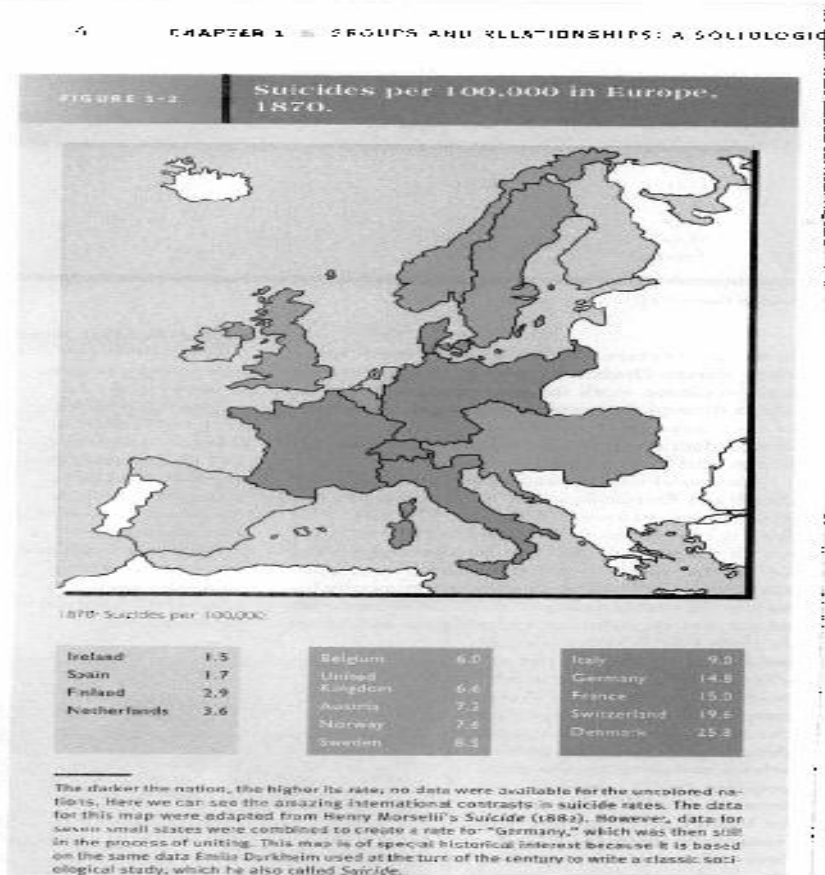 CHAPTER 1 GROUPS AND RELATIONSHIPS: A SOCIOLOGIC
FIGURE 1-2
Suicides per 100,000 in Europe,
1870.
1870: Suicides per 100,000:
Ireland 1.5
Spain 1.7
Finland 2.9
Netherlands 3.6
Belgium 6.0
United
Kingdom 6.6
Austria 7.2
Norway 7.6
Sweden 8.5
Italy 9.0
Germany 14.8
France 15.0
Switzerland 19.6
Denmark 25.8
The darker the nation, the higher its rate; no data were available for the uncolored na-
tions. Here we can see the amazing international contrasts in suicide rates. The data
for this map were adapted from Henry Morselli's Suicide (1882). However, data for
seven small states were combined to create a rate for "Germany," which was then still
in the process of uniting. This map is of special historical interest because it is based
on the same data Emile Durkheim used at the turn of the century to write a classic soci-
ological study, which he also called Suicide.